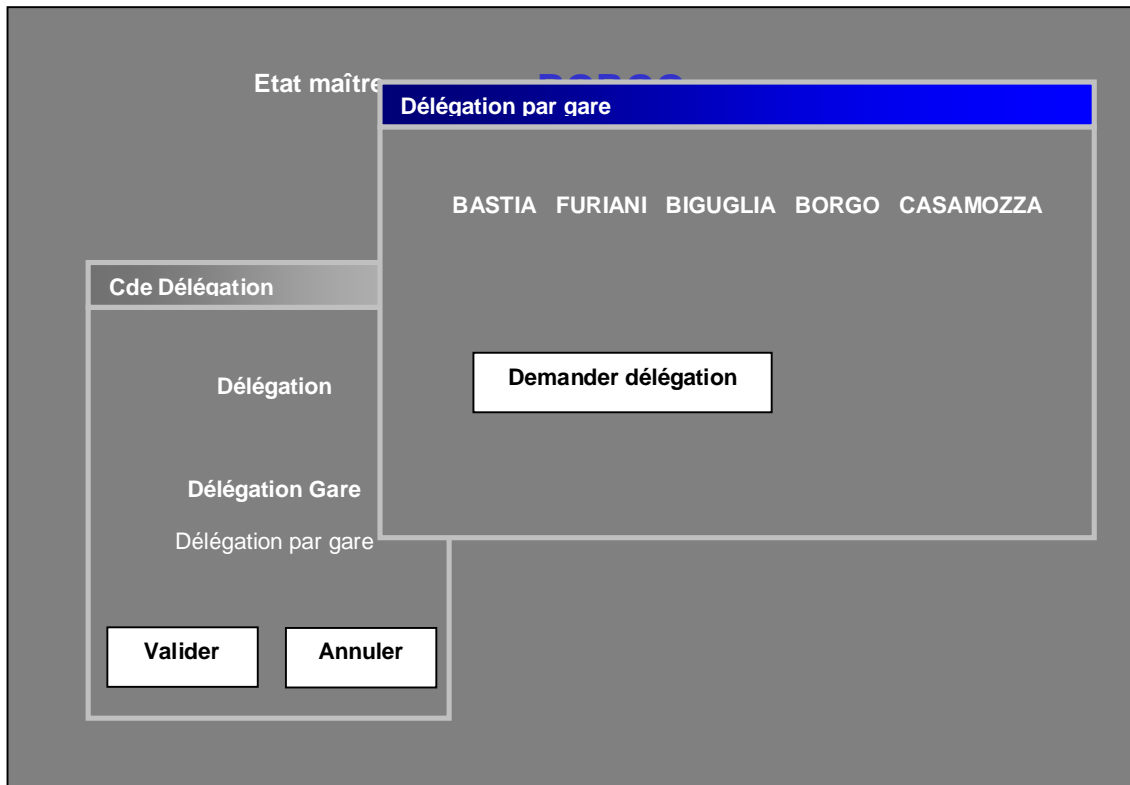 Etat maître
Délégation par gare
BASTIA FURIANI BIGUGLIA BORGO CASAMOZZA
Cde Délégation
Demander délégation
Délégation
Délégation Gare
Délégation par gare
Valider Annuler